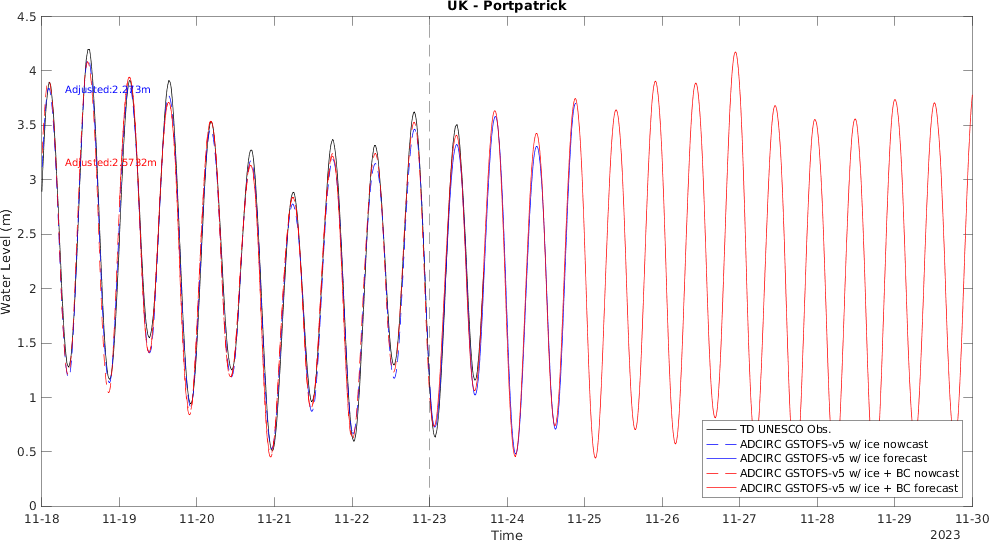 UK - Portpatrick
4.5
4
3.5
3
2.5
2
1.5
1
0.5
0
Water Level (m)
Adjusted:2.273m
Adjusted:2.5732m
TD UNESCO Obs.
ADCIRC GSTOFS-v5 w/ ice nowcast
ADCIRC GSTOFS-v5 w/ ice forecast
ADCIRC GSTOFS-v5 w/ ice + BC nowcast
ADCIRC GSTOFS-v5 w/ ice + BC forecast
11-18 11-19 11-20 11-21 11-22 11-23 11-24 11-25 11-26 11-27 11-28 11-29 11-30
Time
2023